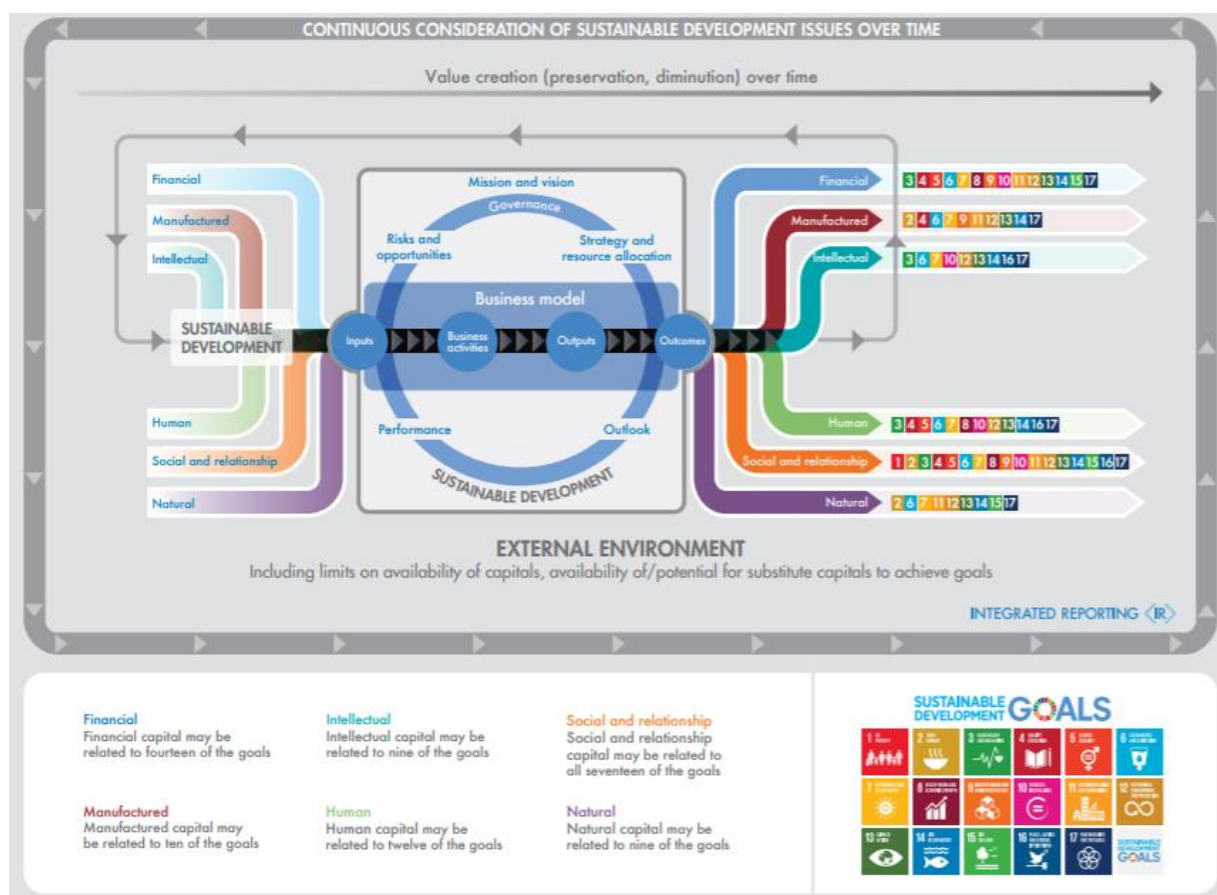 CONTINUOUS CONSIDERATION OF SUSTAINABLE DEVELOPMENT ISSUES OVER TIME
Value creation (preservation, diminution) over time
Financial
Manufactured
Intellectual
SUSTAINABLE
DEVELOPMENT
Human
Social and relationship
Natural
Mission and vision
Governance
Risks and
opportunities
Strategy and
resource allocation
Business model
Inputs
Business
activities
Outputs
Outcomes
Performance
Outlook
SUSTAINABLE DEVELOPMENT
Financial 3 4 5 6 7 8 9 10 11 12 13 14 15 17
Manufactured 2 4 6 7 9 11 12 13 14 17
Intellectual 3 6 7 10 12 13 14 16 17
Human 3 4 5 6 7 8 10 12 13 14 16 17
Social and relationship 1 2 3 4 5 6 7 8 9 10 11 12 13 14 15 16 17
Natural 2 6 7 11 12 13 14 15 17
EXTERNAL ENVIRONMENT
Including limits on availability of capitals, availability of/potential for substitute capitals to achieve goals
INTEGRATED REPORTING <IR>
Financial
Financial capital may be
related to fourteen of the goals
Intellectual
Intellectual capital may be
related to nine of the goals
Social and relationship
Social and relationship
capital may be related to
all seventeen of the goals
Manufactured
Manufactured capital may
be related to ten of the goals
Human
Human capital may be
related to twelve of the goals
Natural
Natural capital may be
related to nine of the goals
SUSTAINABLE
DEVELOPMENT GOALS
1 2 3 4 5 6
7 8 9 10 11 12
13 14 15 16 17
SUSTAINABLE
DEVELOPMENT
GOALS